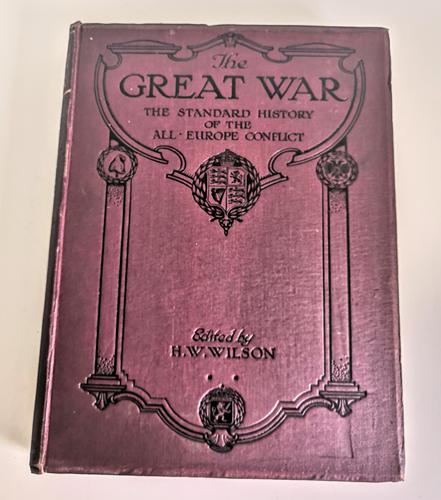 The
GREAT WAR
THE STANDARD HISTORY
OF THE
ALL · EUROPE CONFLICT
Edited by
H. W. WILSON